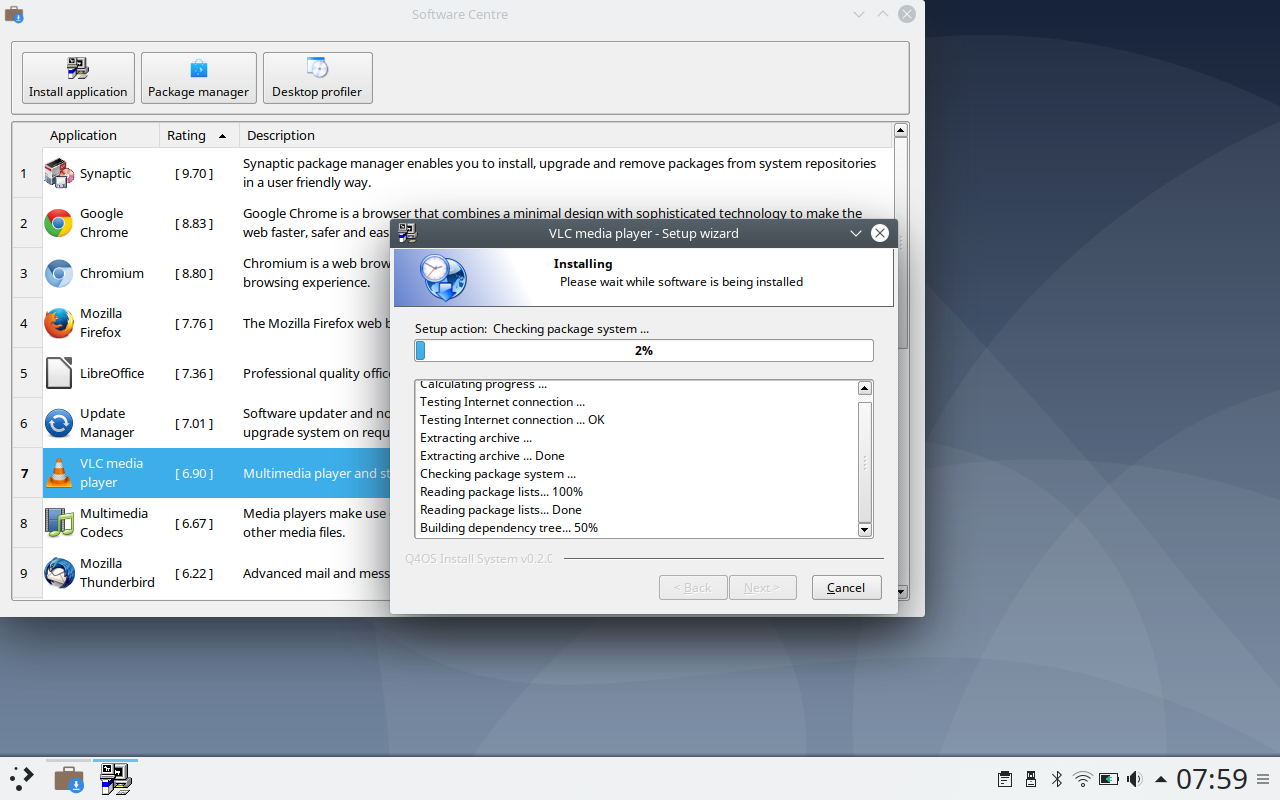 Software Centre
Install application
Package manager
Desktop profiler
Application Rating Description
1 Synaptic [ 9.70 ] Synaptic package manager enables you to install, upgrade and remove packages from system repositories
in a user friendly way.
2 Google
Chrome [ 8.83 ] Google Chrome is a browser that combines a minimal design with sophisticated technology to make the
web faster, safer and eas
3 Chromium [ 8.80 ] Chromium is a web brow
browsing experience.
4 Mozilla
Firefox [ 7.76 ] The Mozilla Firefox web b
5 LibreOffice [ 7.36 ] Professional quality offic
6 Update
Manager [ 7.01 ] Software updater and no
upgrade system on requ
7 VLC media
player [ 6.90 ] Multimedia player and st
8 Multimedia
Codecs [ 6.67 ] Media players make use
other media files.
9 Mozilla
Thunderbird [ 6.22 ] Advanced mail and mess
VLC media player - Setup wizard
Installing
Please wait while software is being installed
Setup action: Checking package system ...
2%
Calculating progress ...
Testing Internet connection ...
Testing Internet connection ... OK
Extracting archive ...
Extracting archive ... Done
Checking package system ...
Reading package lists... 100%
Reading package lists... Done
Building dependency tree... 50%
Q4OS Install System v0.2.0
< Back
Next >
Cancel
07:59